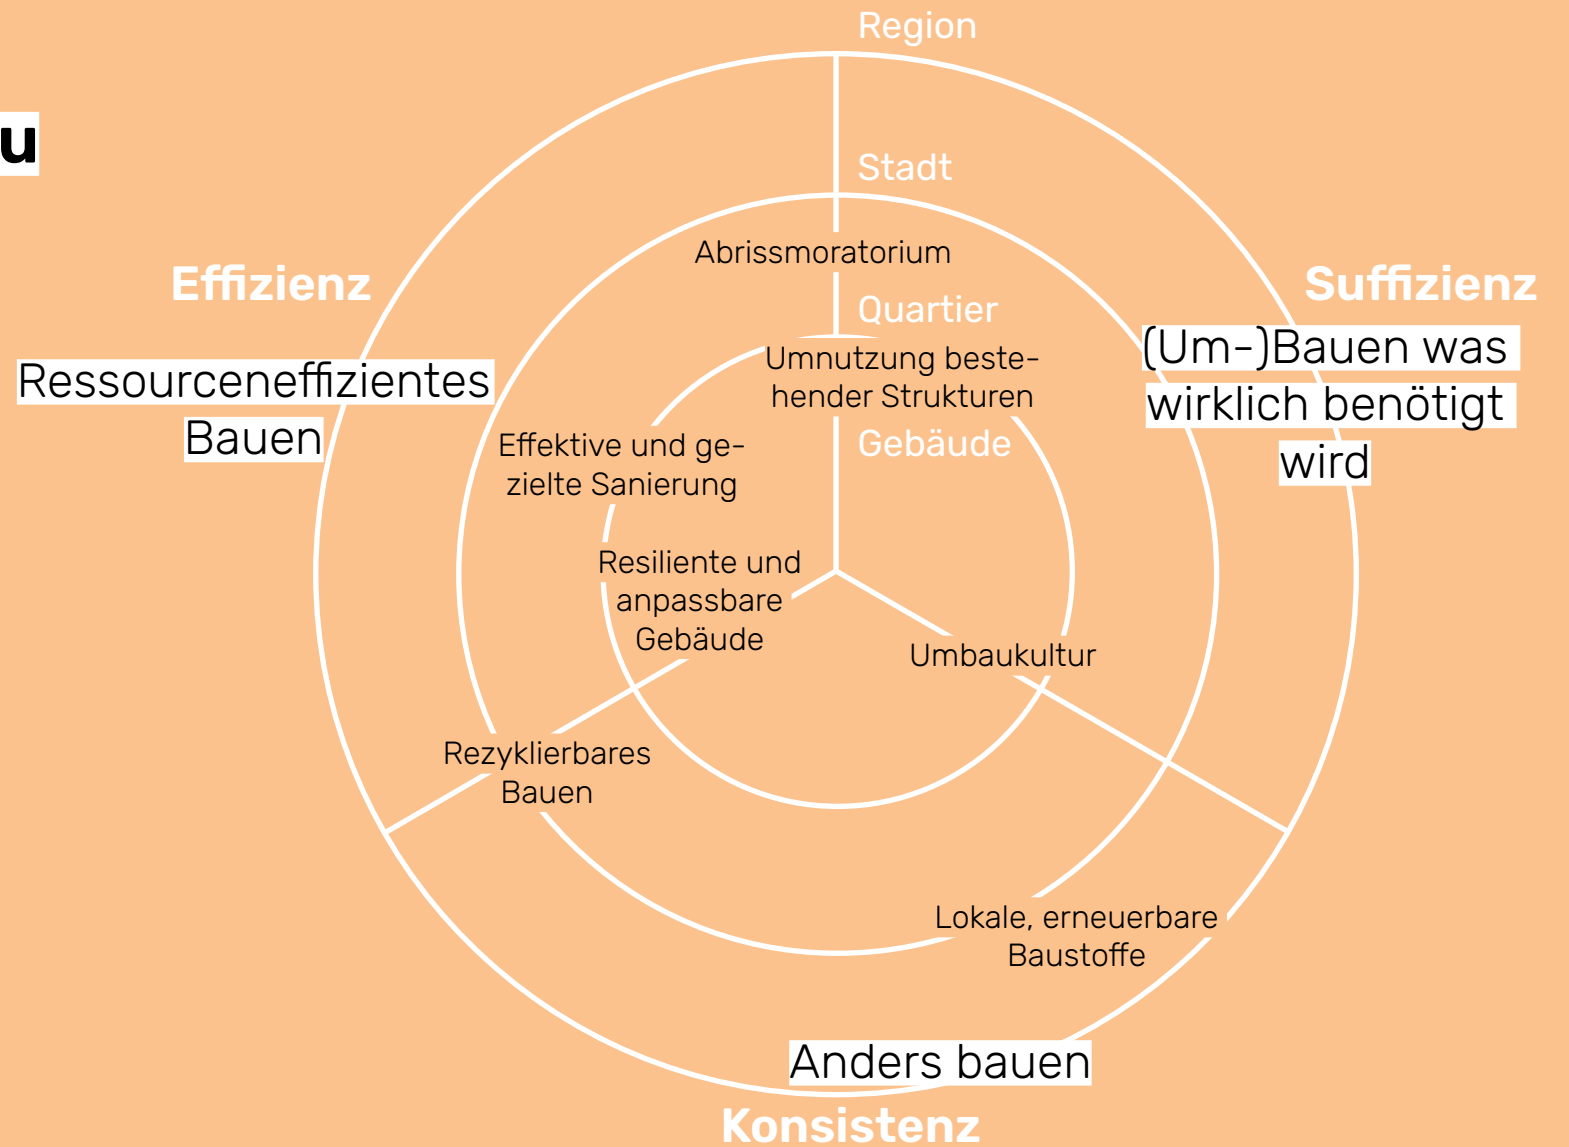 Region
u
Stadt
Abrissmoratorium
Effizienz
Suffizienz
Quartier
(Um-)Bauen was
wirklich benötigt
wird
Umnutzung beste-
hender Strukturen
Ressourceneffizientes
Bauen
Gebäude
Effektive und ge-
zielte Sanierung
Resiliente und
anpassbare
Gebäude
Umbaukultur
Rezyklierbares
Bauen
Lokale, erneuerbare
Baustoffe
Anders bauen
Konsistenz